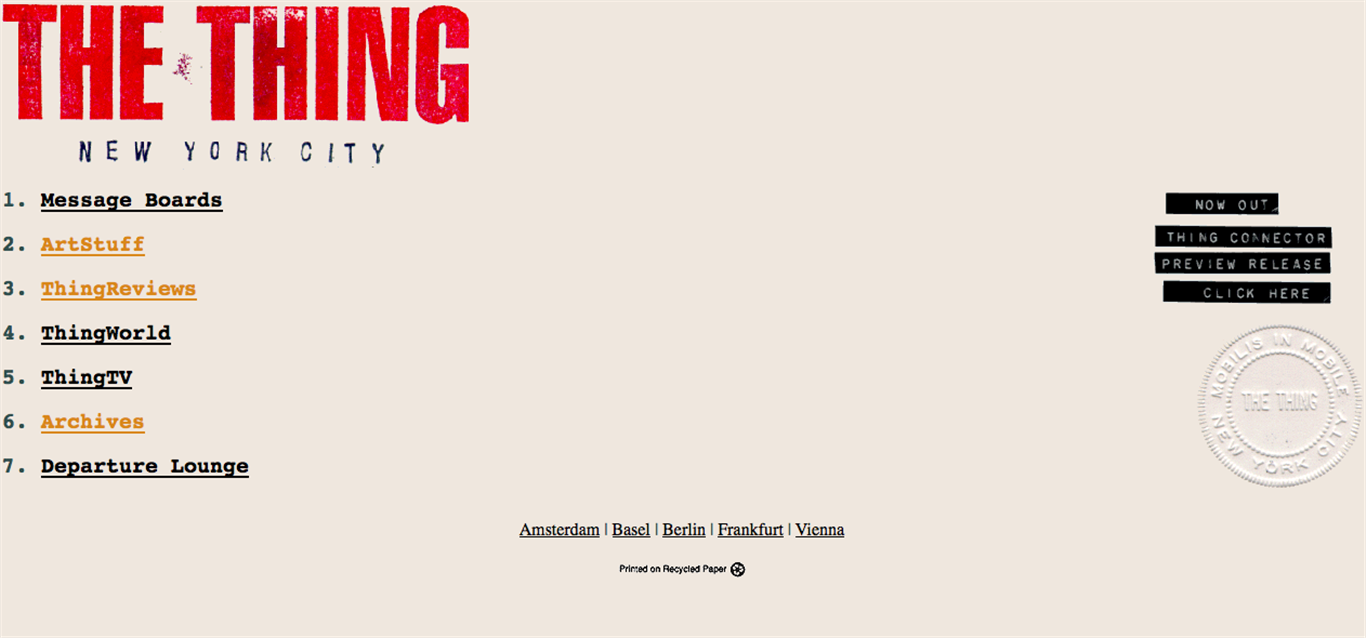 THE THING
NEW YORK CITY
1. Message Boards
2. ArtStuff
3. ThingReviews
4. ThingWorld
5. ThingTV
6. Archives
7. Departure Lounge
NOW OUT
THING CONNECTOR
PREVIEW RELEASE
CLICK HERE
MOBILIS IN MOBILE
THE THING
NEW YORK CITY
Amsterdam | Basel | Berlin | Frankfurt | Vienna
Printed on Recycled Paper